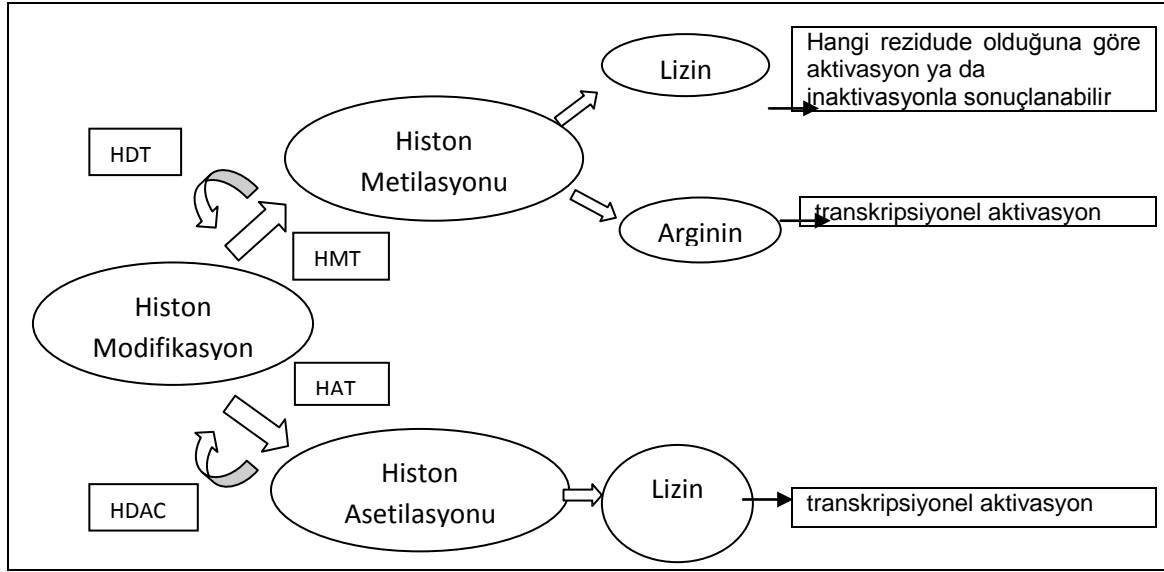 Lizin
Hangi rezidude olduğuna göre
aktivasyon ya da
inaktivasyonla sonuçlanabilir
HDT
Histon
Metilasyonu
Arginin
transkripsiyonel aktivasyon
HMT
Histon
Modifikasyon
HAT
HDAC
Histon
Asetilasyonu
Lizin
transkripsiyonel aktivasyon